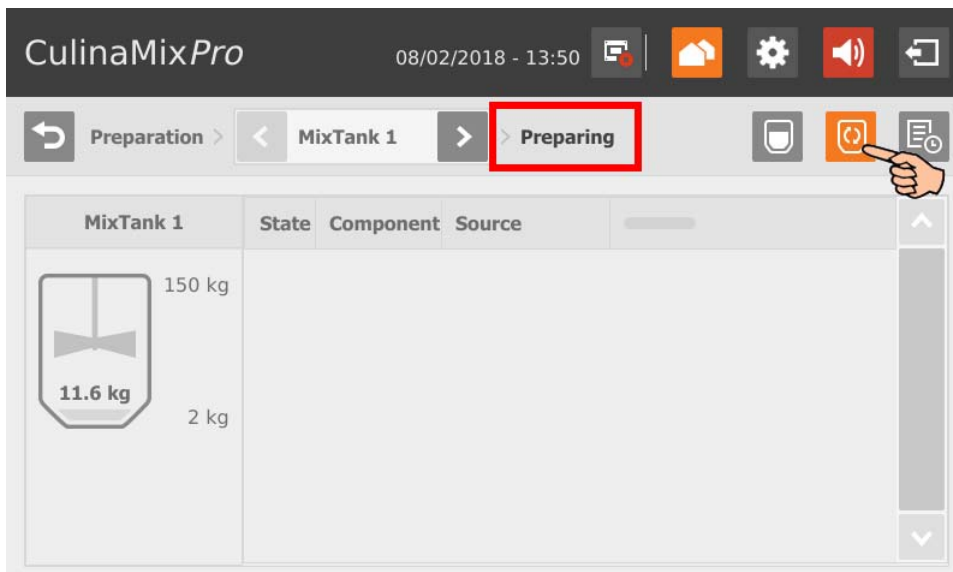 CulinaMixPro 08/02/2018 - 13:50
Preparation > MixTank 1 > Preparing
MixTank 1 State Component Source
150 kg
11.6 kg
2 kg